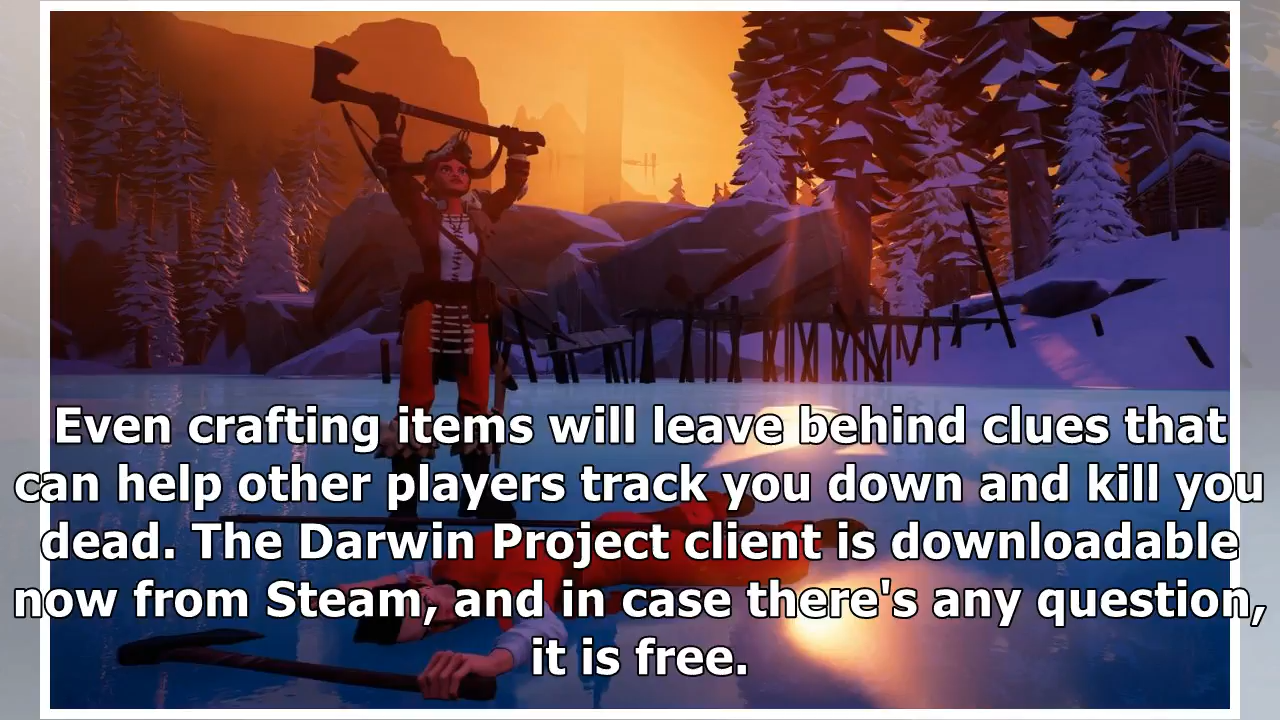 Even crafting items will leave behind clues that
can help other players track you down and kill you
dead. The Darwin Project client is downloadable
now from Steam, and in case there's any question,
it is free.